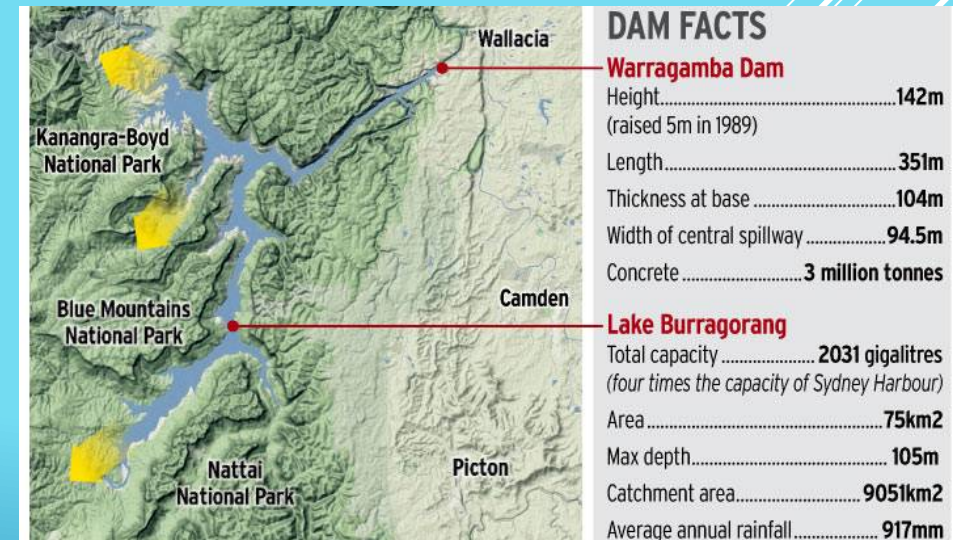 Wallacia
Kanangra-Boyd
National Park
Blue Mountains
National Park
Camden
Nattai
National Park
Picton
DAM FACTS
Warragamba Dam
Height..........................................142m
(raised 5m in 1989)
Length..........................................351m
Thickness at base .........................104m
Width of central spillway ..............94.5m
Concrete ......................3 million tonnes
Lake Burragorang
Total capacity ................. 2031 gigalitres
(four times the capacity of Sydney Harbour)
Area..........................................75km2
Max depth................................... 105m
Catchment area...................... 9051km2
Average annual rainfall............... 917mm